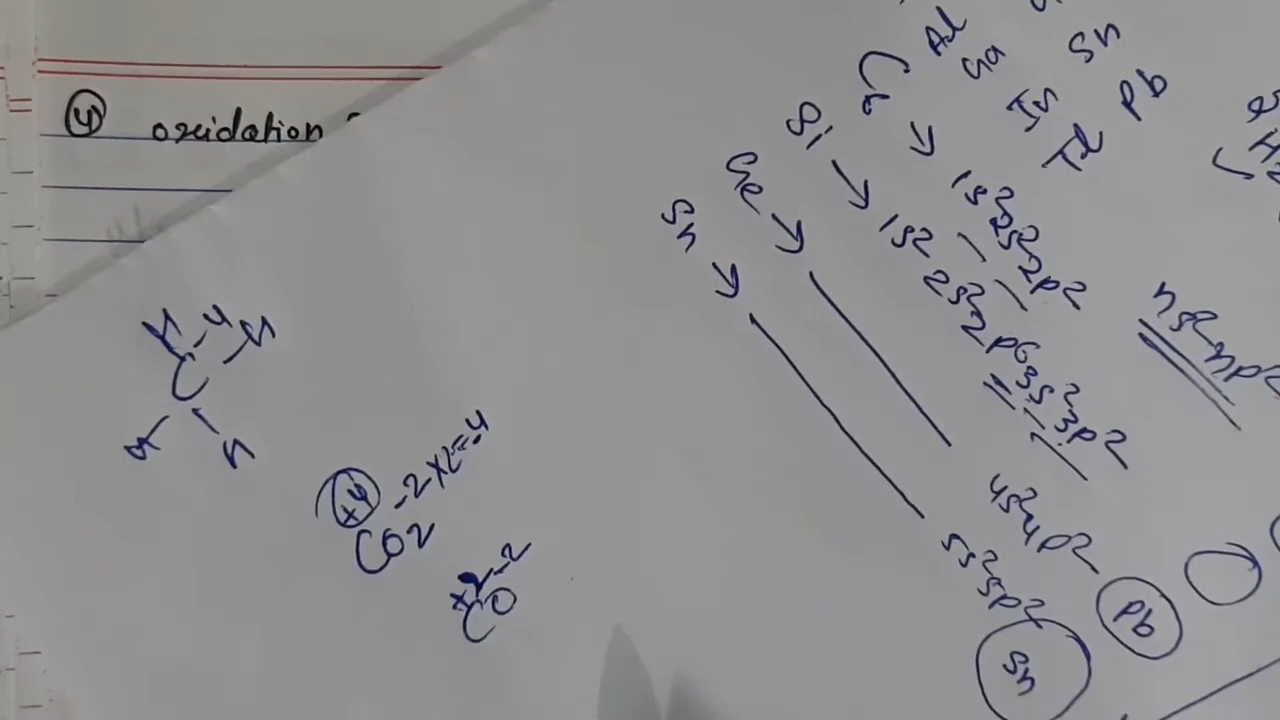 ④ oxidation
Al
Ga
In
Tl
Sn
Pb
C → 1s² 2s² 2p²
Si → 1s² 2s² 2p⁶ 3s² 3p²
Ge → 4s² 4p²
Sn → 5s² 5p²
ns² np²
C
+4 -2×2=-4
CO2
-2
CO
Pb
Sn